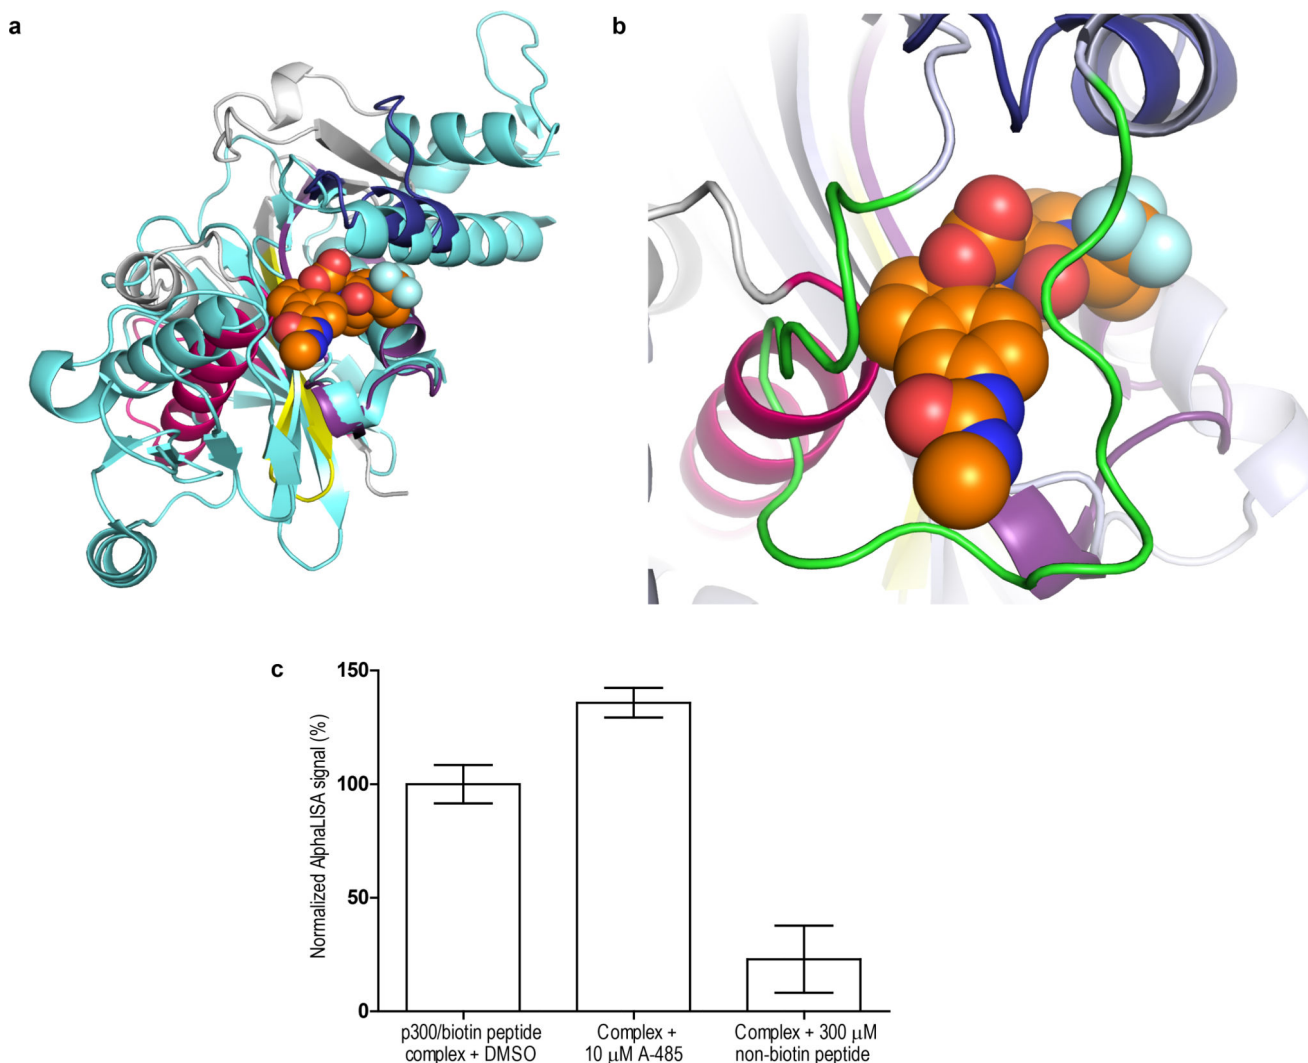 a
b
c
Normalized AlphaLISA signal (%)
150
100
50
0
p300/biotin peptide
complex + DMSO
Complex +
10 μM A-485
Complex + 300 μM
non-biotin peptide